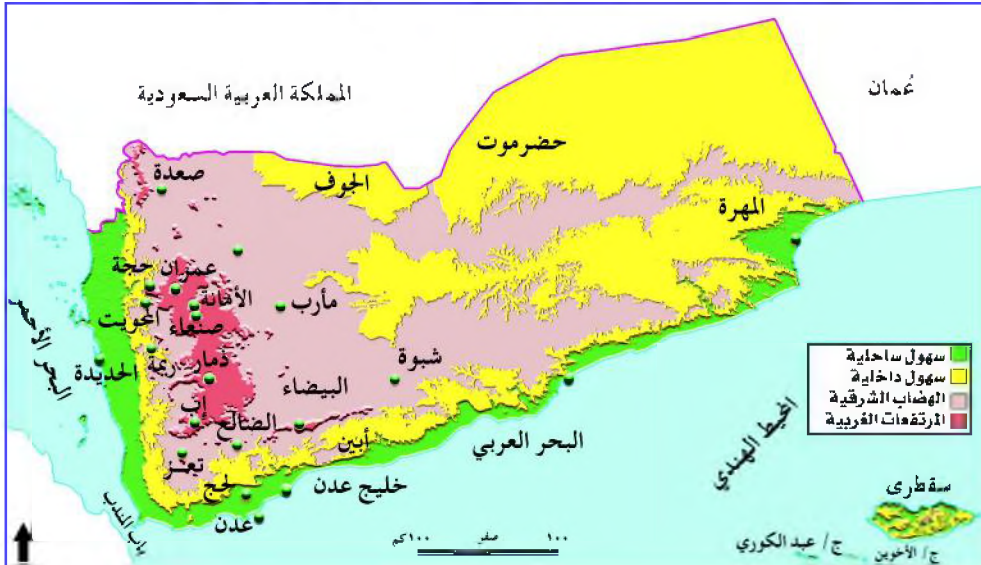 المملكة العربية السعودية
عُمان
حضرموت
الجوف
صعدة
المهرة
عمران
حجة
الأمانة
مأرب
المحويت
صنعاء
البحر الأحمر
ذمار
ريمة
الحديدة
شبوة
البيضاء
إب
الضالع
أبين
تعز
لحج
خليج عدن
عدن
البحر العربي
المحيط الهندي
باب المندب
سهول ساحلية
سهول داخلية
الهضاب الشرقية
المرتفعات الغربية
سقطرى
ج/ عبد الكوري
ج/ الأخوين
١٠٠كم صفر ١٠٠